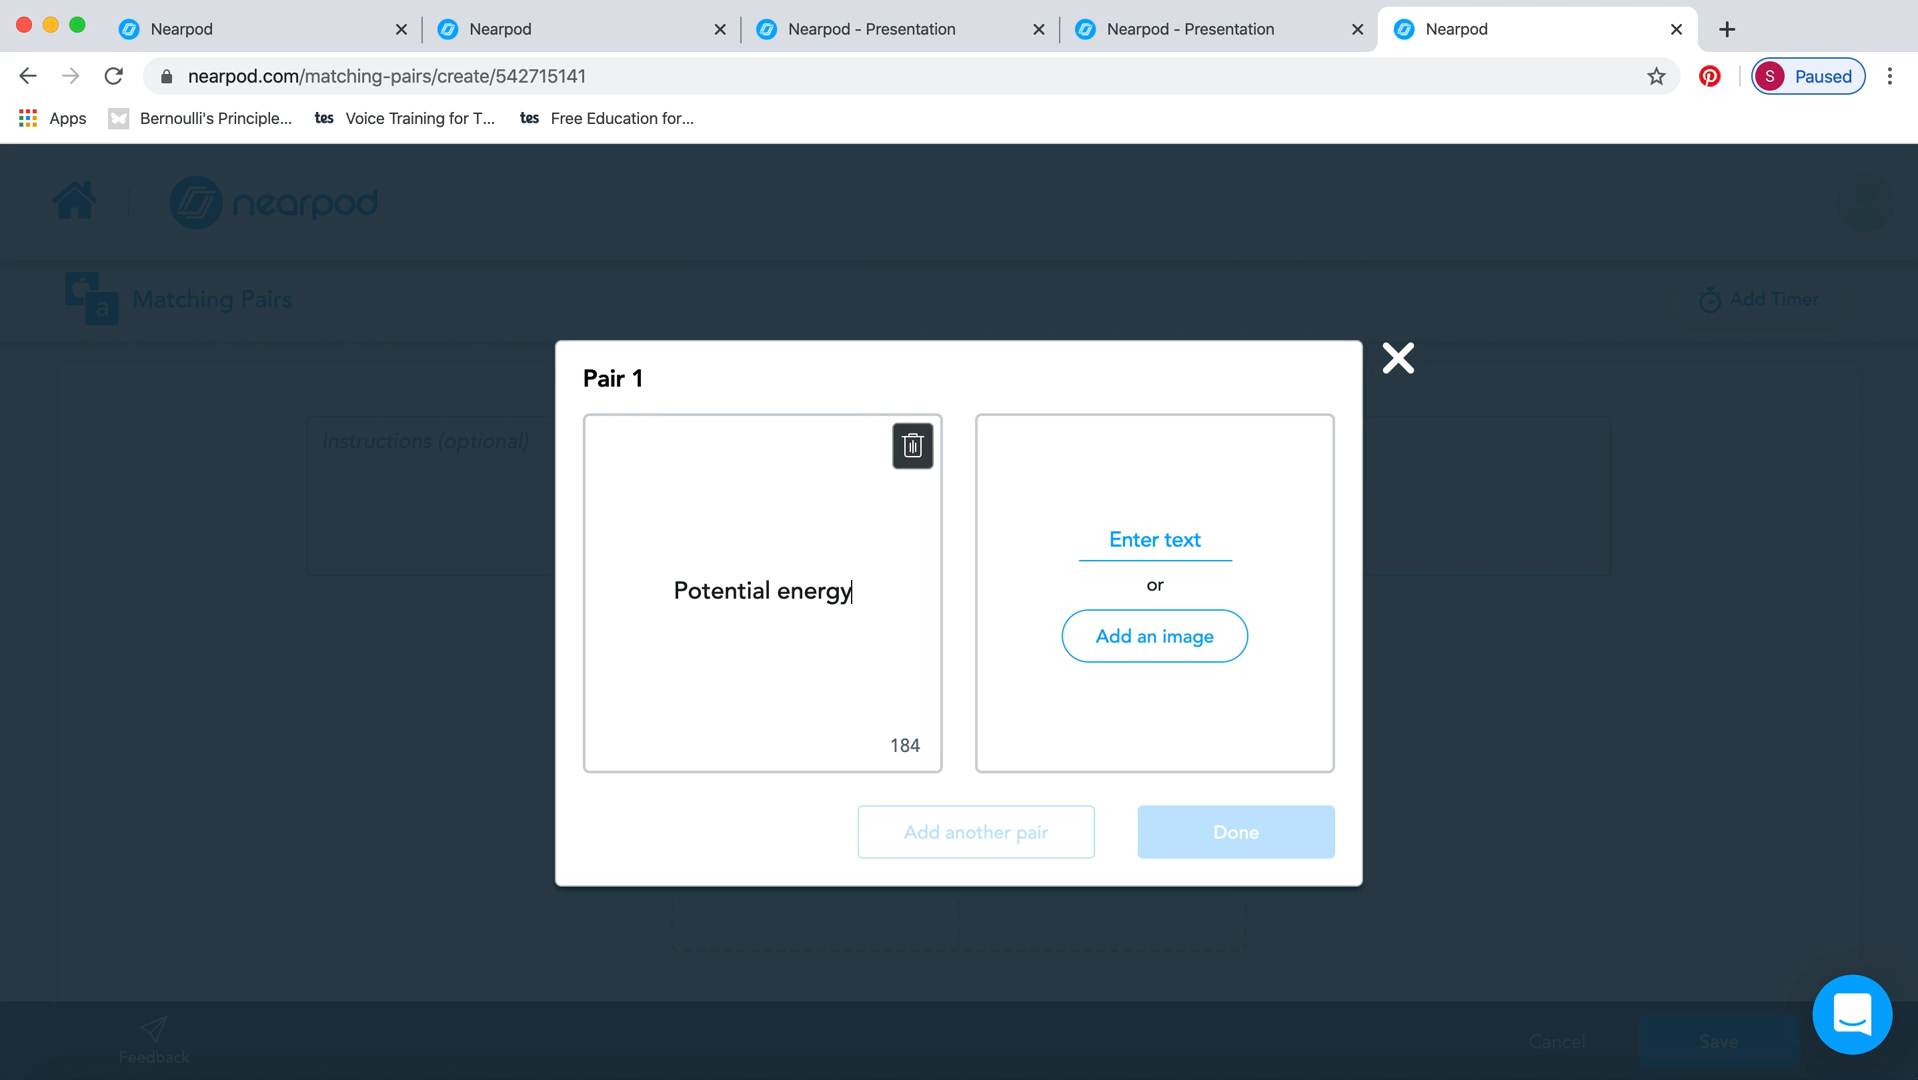 Nearpod
Nearpod
Nearpod - Presentation
Nearpod - Presentation
Nearpod
nearpod.com/matching-pairs/create/542715141
S
Paused
Apps
Bernoulli's Principle...
tes
Voice Training for T...
tes
Free Education for...
nearpod
a
Matching Pairs
Add Timer
Pair 1
Instructions (optional)
Enter text
or
Potential energy
Add an image
184
Add another pair
Done
Feedback
Cancel
Save